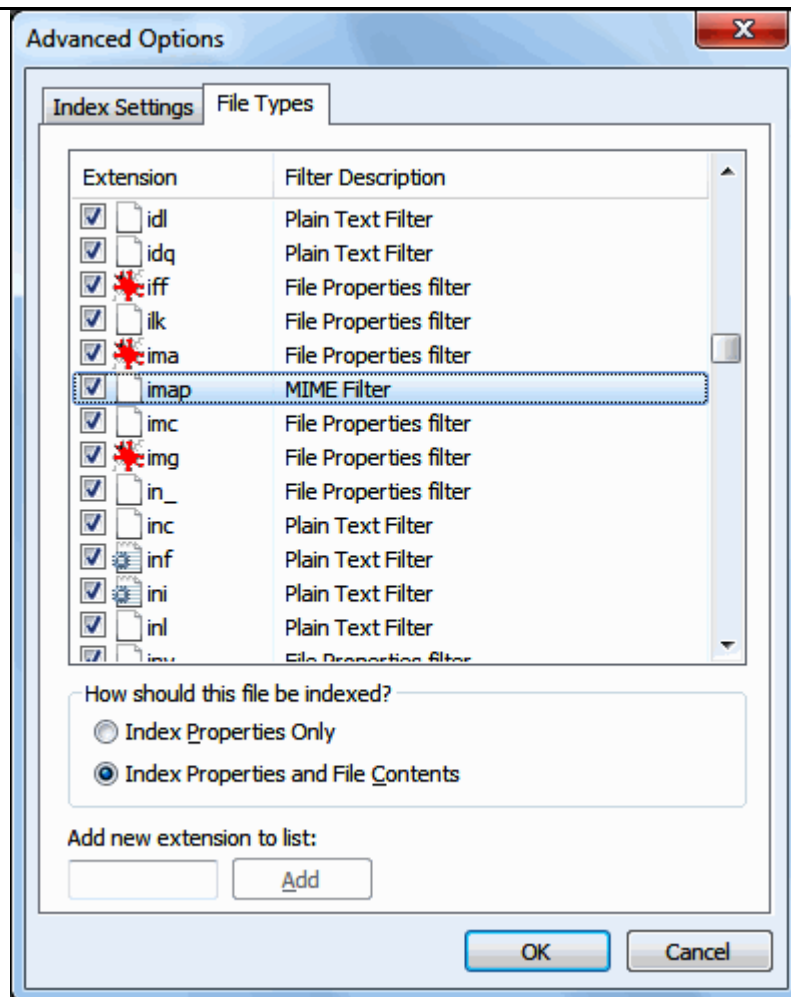 Advanced Options
Index Settings File Types
Extension Filter Description
idl Plain Text Filter
idq Plain Text Filter
iff File Properties filter
ilk File Properties filter
ima File Properties filter
imap MIME Filter
imc File Properties filter
img File Properties filter
in_ File Properties filter
inc Plain Text Filter
inf Plain Text Filter
ini Plain Text Filter
inl Plain Text Filter
inv File Properties filter
How should this file be indexed?
Index Properties Only
Index Properties and File Contents
Add new extension to list:
Add
OK Cancel